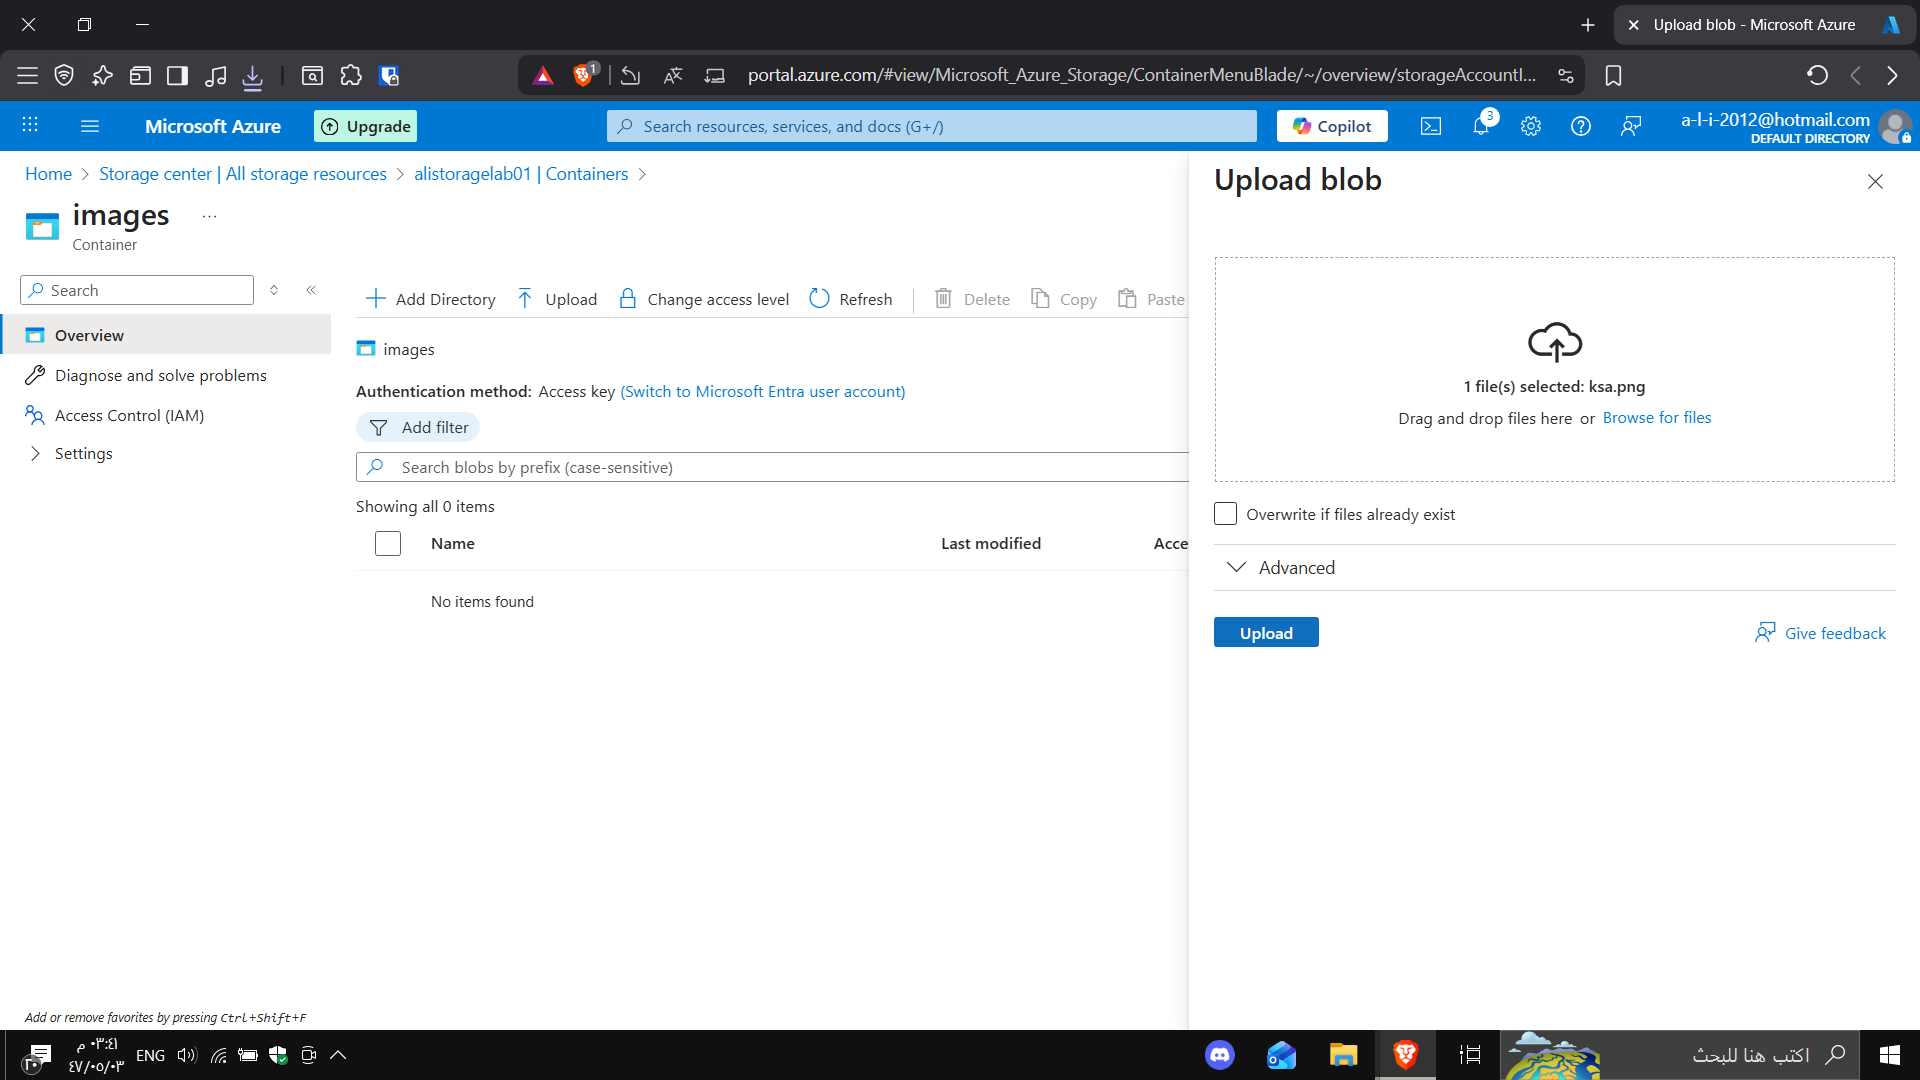 Upload blob - Microsoft Azure
1
portal.azure.com/#view/Microsoft_Azure_Storage/ContainerMenuBlade/~/overview/storageAccountI...
Microsoft Azure
Upgrade
Search resources, services, and docs (G+/)
Copilot
3
a-l-i-2012@hotmail.com
DEFAULT DIRECTORY
Home > Storage center | All storage resources > alistoragelab01 | Containers >
images
...
Container
Search
Overview
Diagnose and solve problems
Access Control (IAM)
Settings
Add or remove favorites by pressing Ctrl+Shift+F
Add Directory Upload Change access level Refresh Delete Copy Paste
images
Authentication method: Access key (Switch to Microsoft Entra user account)
Add filter
Search blobs by prefix (case-sensitive)
Showing all 0 items
Name Last modified Acce
No items found
Upload blob
1 file(s) selected: ksa.png
Drag and drop files here or Browse for files
Overwrite if files already exist
Advanced
Upload
Give feedback
٢٠
٠٣:٤١ م
٤٧/٠٥/٠٣
ENG
اكتب هنا للبحث